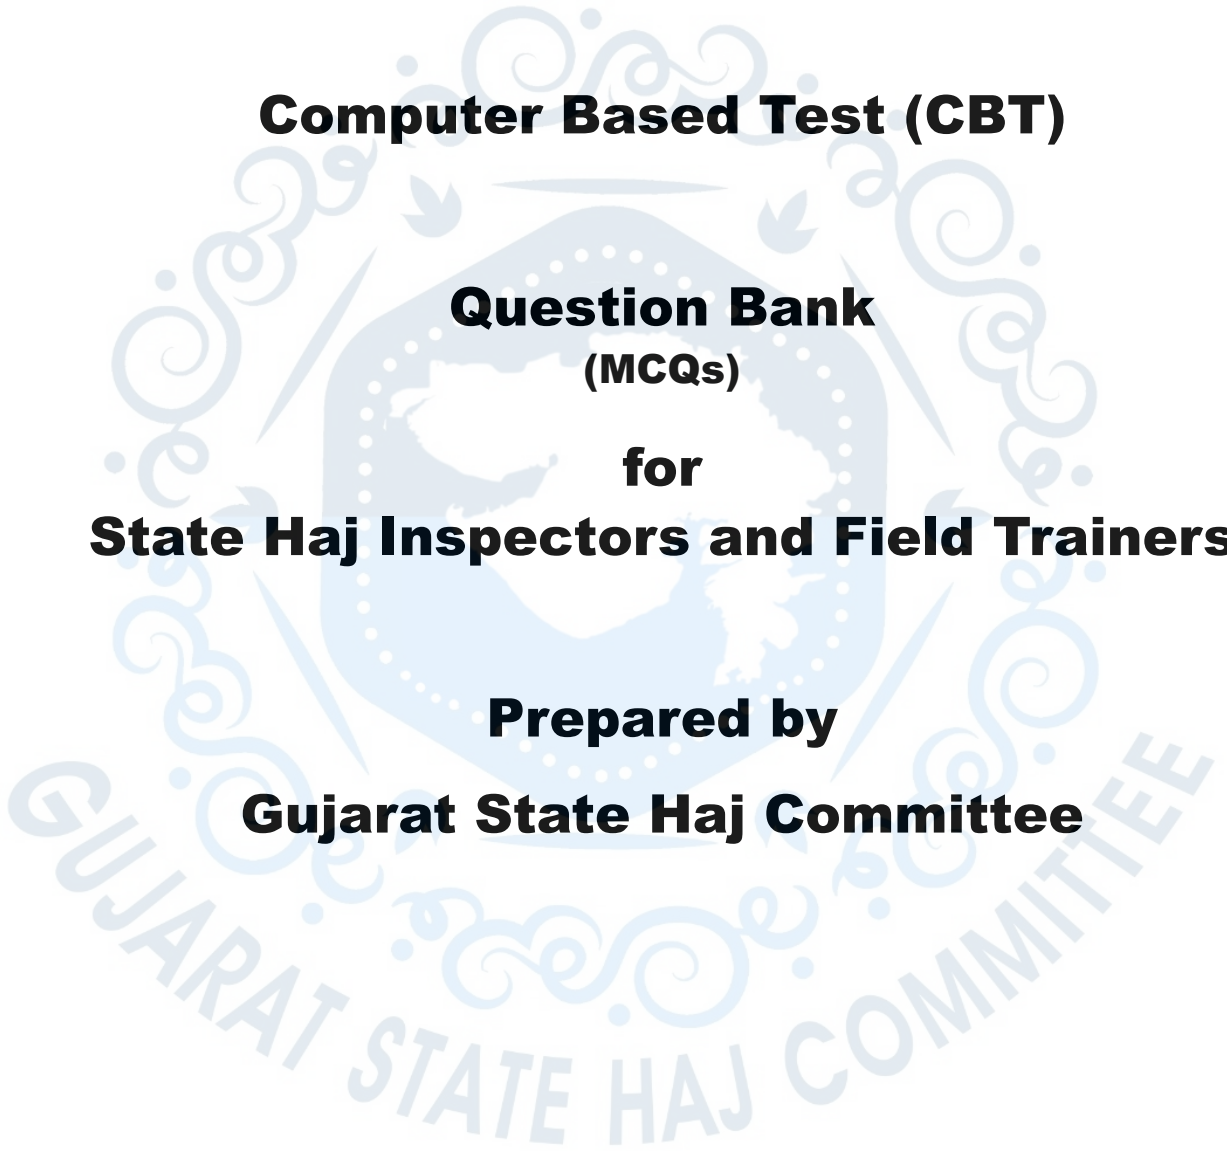 Computer Based Test (CBT)
Question Bank
(MCQs)
for
State Haj Inspectors and Field Trainers
Prepared by
Gujarat State Haj Committee
GUJARAT STATE HAJ COMMITTEE